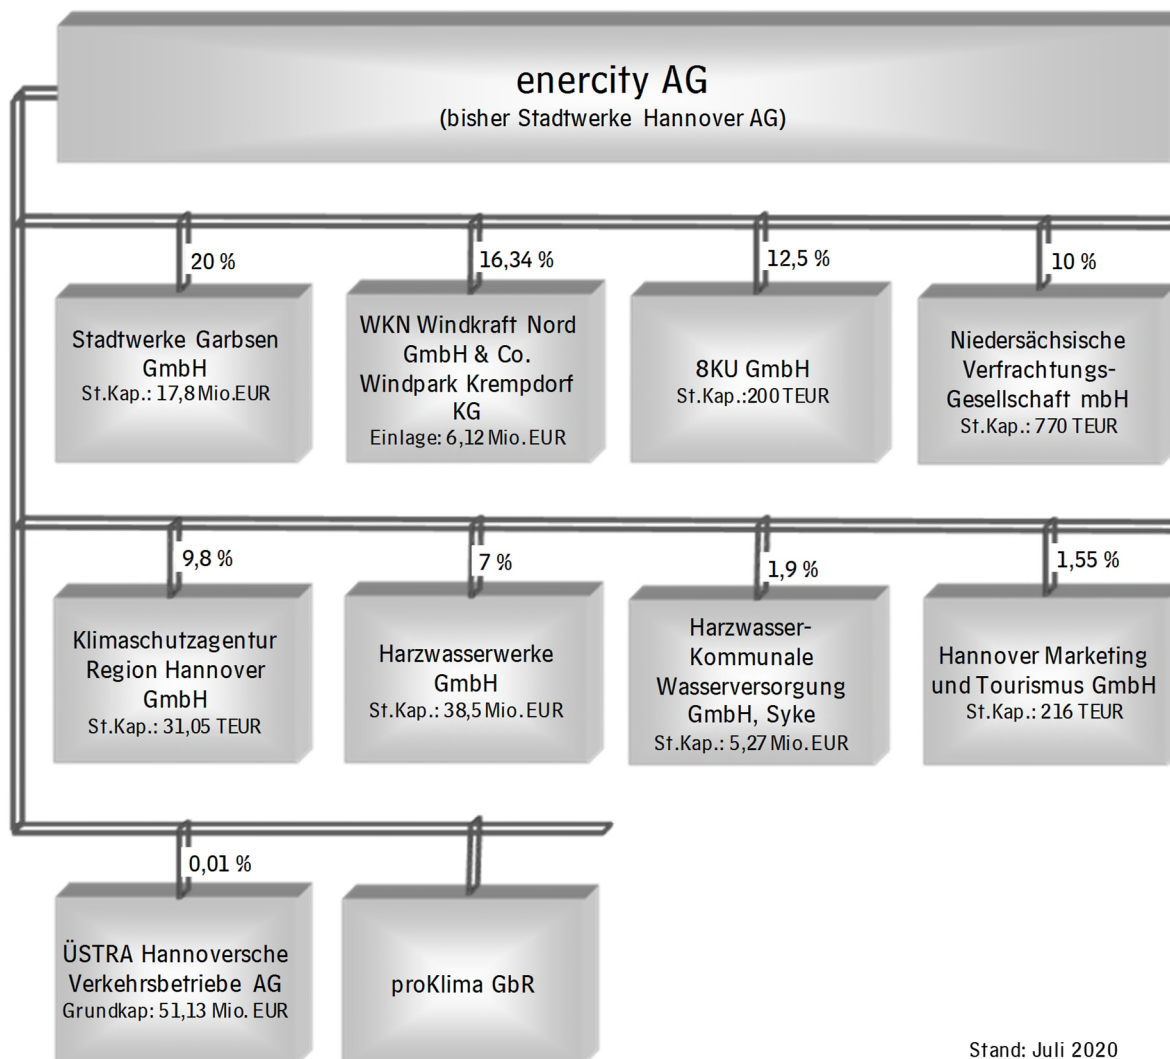 enercity AG
(bisher Stadtwerke Hannover AG)
20 %
Stadtwerke Garbsen
GmbH
St.Kap.: 17,8 Mio.EUR
16,34 %
WKN Windkraft Nord
GmbH & Co.
Windpark Krempdorf
KG
Einlage: 6,12 Mio.EUR
12,5 %
8KU GmbH
St.Kap.:200 TEUR
10 %
Niedersächsische
Verfrachtungs-
Gesellschaft mbH
St.Kap.: 770 TEUR
9,8 %
Klimaschutzagentur
Region Hannover
GmbH
St.Kap.: 31,05 TEUR
7 %
Harzwasserwerke
GmbH
St.Kap.: 38,5 Mio.EUR
1,9 %
Harzwasser-
Kommunale
Wasserversorgung
GmbH, Syke
St.Kap.: 5,27 Mio.EUR
1,55 %
Hannover Marketing
und Tourismus GmbH
St.Kap.: 216 TEUR
0,01 %
ÜSTRA Hannoversche
Verkehrsbetriebe AG
Grundkap: 51,13 Mio. EUR
proKlima GbR
Stand: Juli 2020